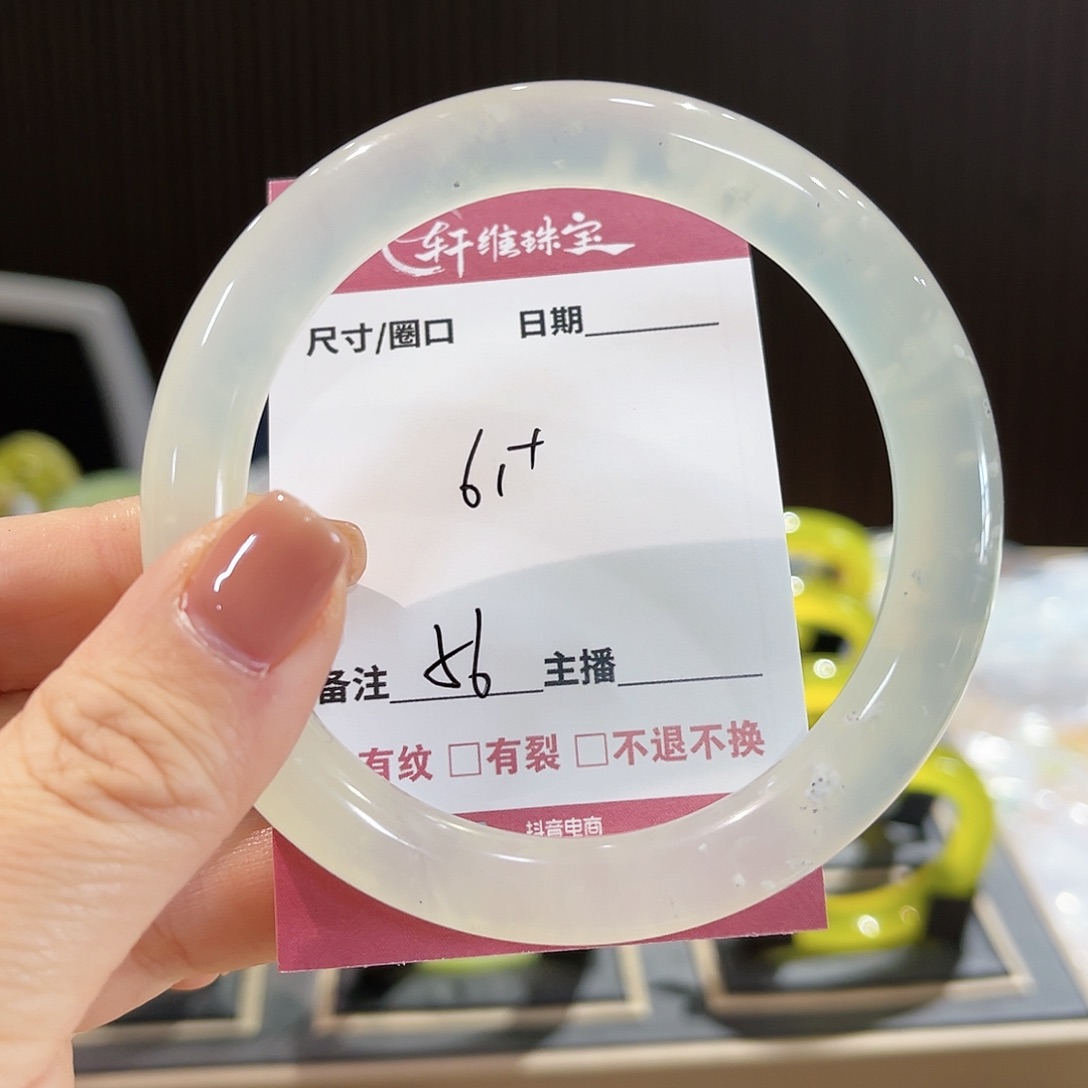 轩维珠宝
尺寸/圈口 日期
61+
备注 56 主播
有纹 □有裂 □不退不换
抖音电商